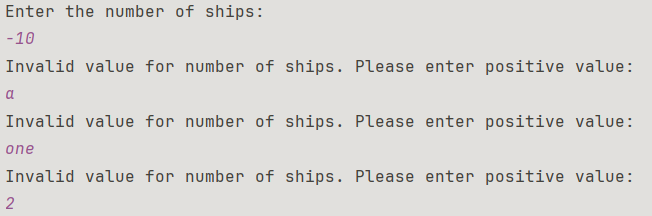 Enter the number of ships:
-10
Invalid value for number of ships. Please enter positive value:
a
Invalid value for number of ships. Please enter positive value:
one
Invalid value for number of ships. Please enter positive value:
2